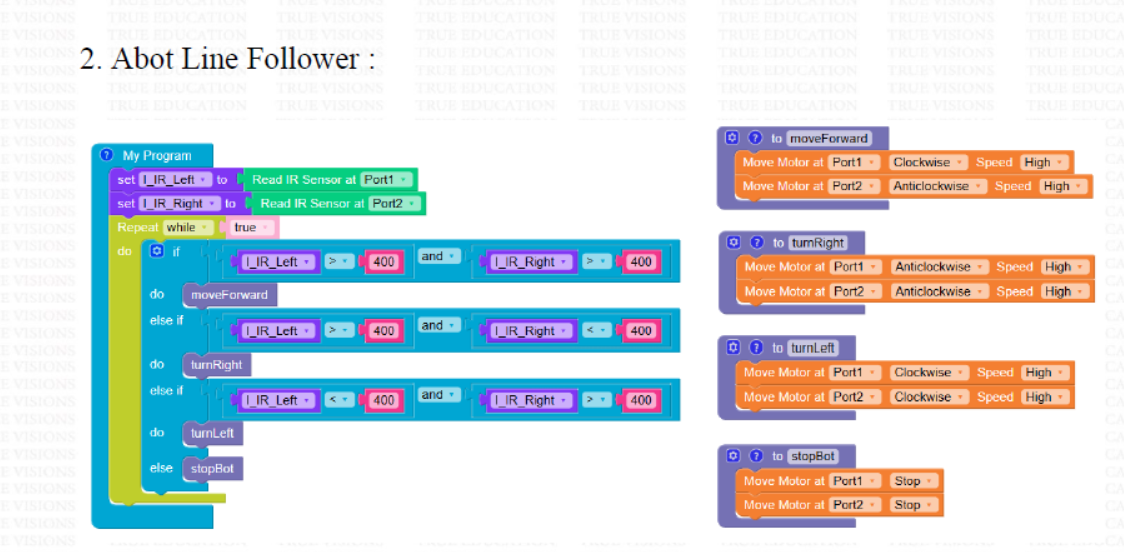 2. Abot Line Follower :
My Program
set I_IR_Left to Read IR Sensor at Port1
set I_IR_Right to Read IR Sensor at Port2
Repeat while true
do if I_IR_Left > 400 and I_IR_Right > 400
do moveForward
else if I_IR_Left > 400 and I_IR_Right < 400
do turnRight
else if I_IR_Left < 400 and I_IR_Right > 400
do turnLeft
else stopBot
to moveForward
Move Motor at Port1 Clockwise Speed High
Move Motor at Port2 Anticlockwise Speed High
to turnRight
Move Motor at Port1 Anticlockwise Speed High
Move Motor at Port2 Anticlockwise Speed High
to turnLeft
Move Motor at Port1 Clockwise Speed High
Move Motor at Port2 Clockwise Speed High
to stopBot
Move Motor at Port1 Stop
Move Motor at Port2 Stop